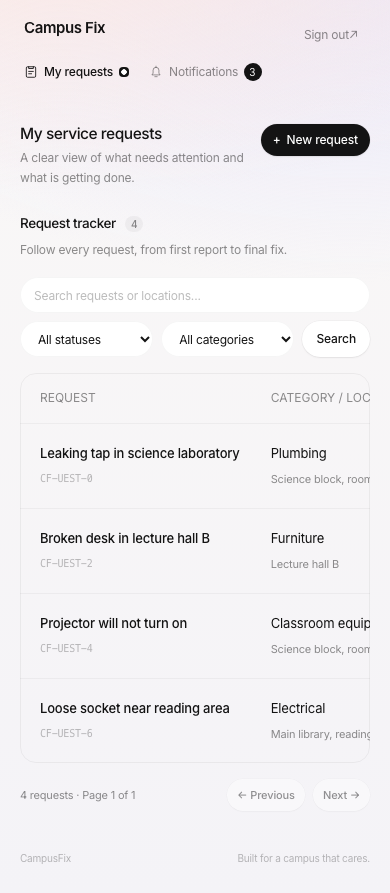 Campus Fix
Sign out↗
My requests
Notifications 3
My service requests
+ New request
A clear view of what needs attention and
what is getting done.
Request tracker 4
Follow every request, from first report to final fix.
Search requests or locations...
All statuses
All categories
Search
REQUEST
CATEGORY / LOC
Leaking tap in science laboratory
Plumbing
CF-UEST-0
Science block, room
Broken desk in lecture hall B
Furniture
CF-UEST-2
Lecture hall B
Projector will not turn on
Classroom equip
CF-UEST-4
Science block, room
Loose socket near reading area
Electrical
CF-UEST-6
Main library, reading
4 requests · Page 1 of 1
← Previous
Next →
CampusFix
Built for a campus that cares.